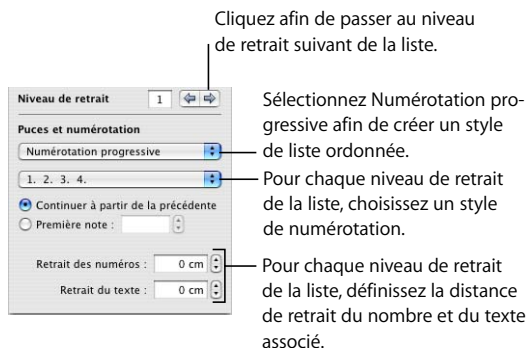 Cliquez afin de passer au niveau
de retrait suivant de la liste.
Niveau de retrait 1
Puces et numérotation
Numérotation progressive
1. 2. 3. 4.
Continuer à partir de la précédente
Première note :
Retrait des numéros : 0 cm
Retrait du texte : 0 cm
Sélectionnez Numérotation pro-
gressive afin de créer un style
de liste ordonnée.
Pour chaque niveau de retrait
de la liste, choisissez un style
de numérotation.
Pour chaque niveau de retrait
de la liste, définissez la distance
de retrait du nombre et du texte
associé.